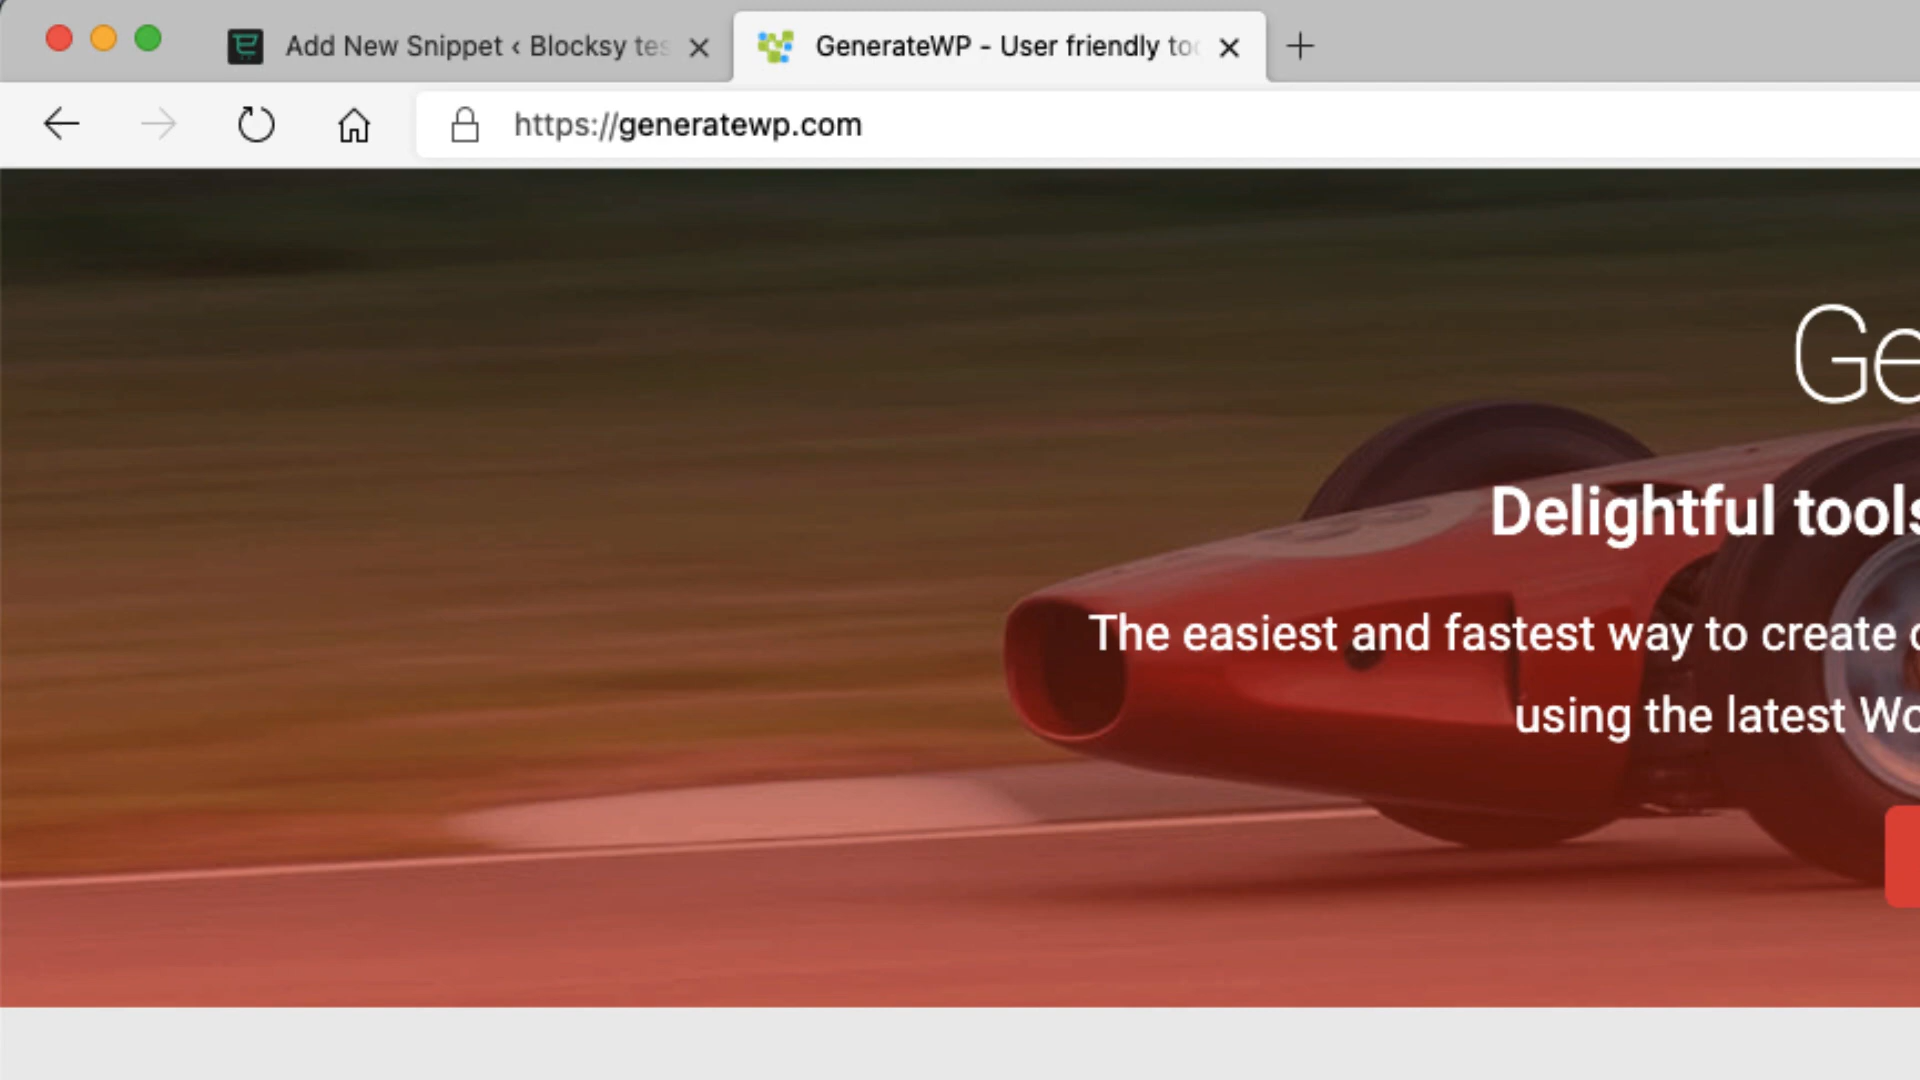 Add New Snippet ‹ Blocksy tes
GenerateWP - User friendly too
https://generatewp.com
Ge
Delightful tools
The easiest and fastest way to create
using the latest Wo